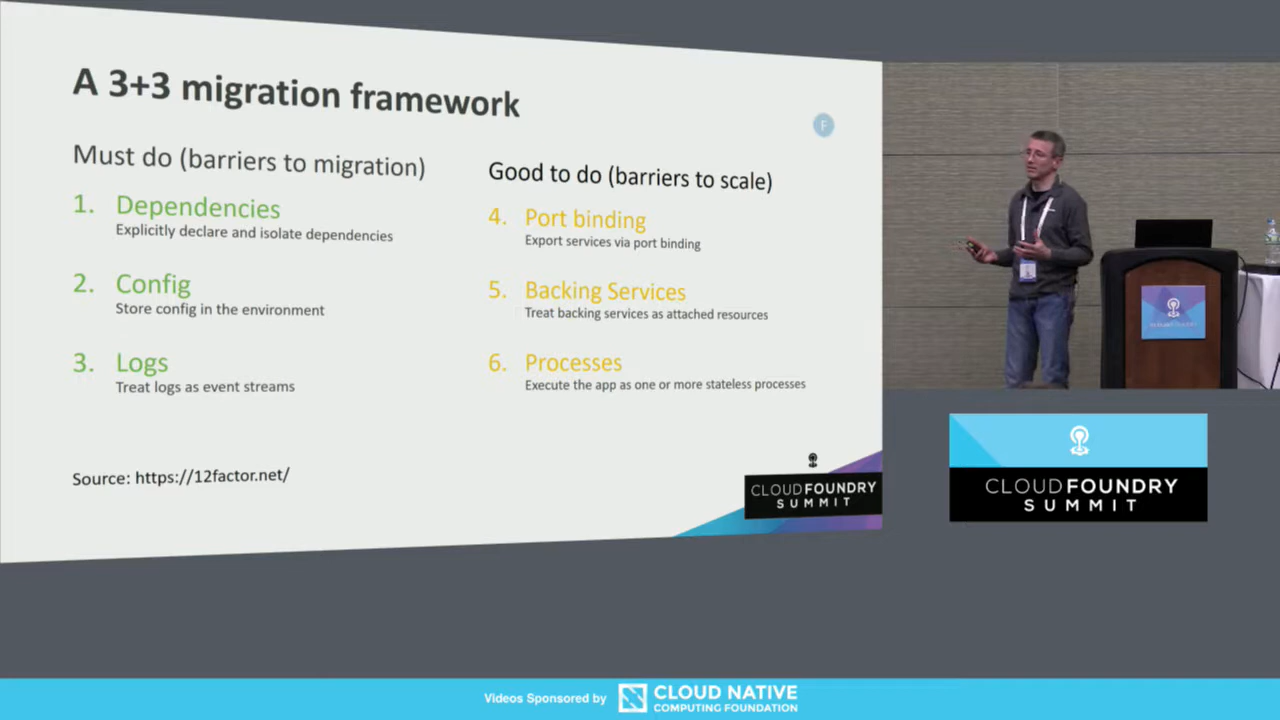 A 3+3 migration framework
F
Must do (barriers to migration)
1. Dependencies
Explicitly declare and isolate dependencies
2. Config
Store config in the environment
3. Logs
Treat logs as event streams
Good to do (barriers to scale)
4. Port binding
Export services via port binding
5. Backing Services
Treat backing services as attached resources
6. Processes
Execute the app as one or more stateless processes
Source: https://12factor.net/
CLOUDFOUNDRY
SUMMIT
CLOUDFOUNDRY
SUMMIT
Videos Sponsored by
CLOUD NATIVE
COMPUTING FOUNDATION